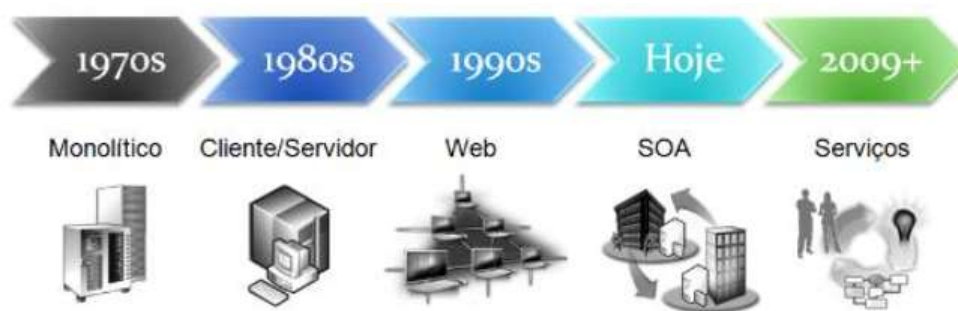 1970s 1980s 1990s Hoje 2009+
Monolítico Cliente/Servidor Web SOA Serviços